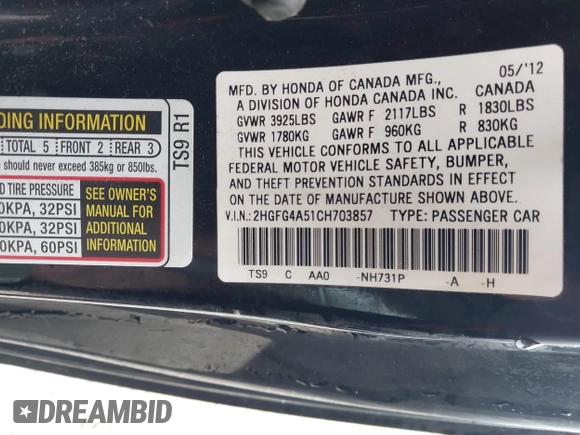 DING INFORMATION
TOTAL 5 FRONT 2 REAR 3
should never exceed 385kg or 850lbs.
D TIRE PRESSURE
0KPA, 32PSI
0KPA, 32PSI
0KPA, 60PSI
SEE OWNER'S
MANUAL FOR
ADDITIONAL
INFORMATION
TS9 R1
05/'12
MFD. BY HONDA OF CANADA MFG., CANADA
A DIVISION OF HONDA CANADA INC.
GVWR 3925LBS GAWR F 2117LBS R 1830LBS
GVWR 1780KG GAWR F 960KG R 830KG
THIS VEHICLE CONFORMS TO ALL APPLICABLE
FEDERAL MOTOR VEHICLE SAFETY, BUMPER,
AND THEFT PREVENTION STANDARDS IN EFFECT
ON THE DATE OF MANUFACTURE SHOWN ABOVE.
V.I.N.: 2HGFG4A51CH703857 TYPE: PASSENGER CAR
TS9 C AA0 -NH731P -A -H
DREAMBID